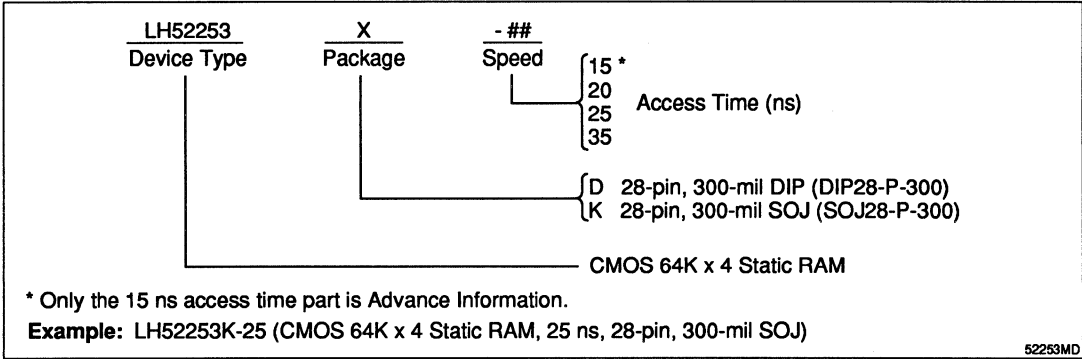 LH52253 X - ##
Device Type Package Speed
15 *
20
25
35
Access Time (ns)
D 28-pin, 300-mil DIP (DIP28-P-300)
K 28-pin, 300-mil SOJ (SOJ28-P-300)
CMOS 64K x 4 Static RAM
* Only the 15 ns access time part is Advance Information.
Example: LH52253K-25 (CMOS 64K x 4 Static RAM, 25 ns, 28-pin, 300-mil SOJ)
52253MD